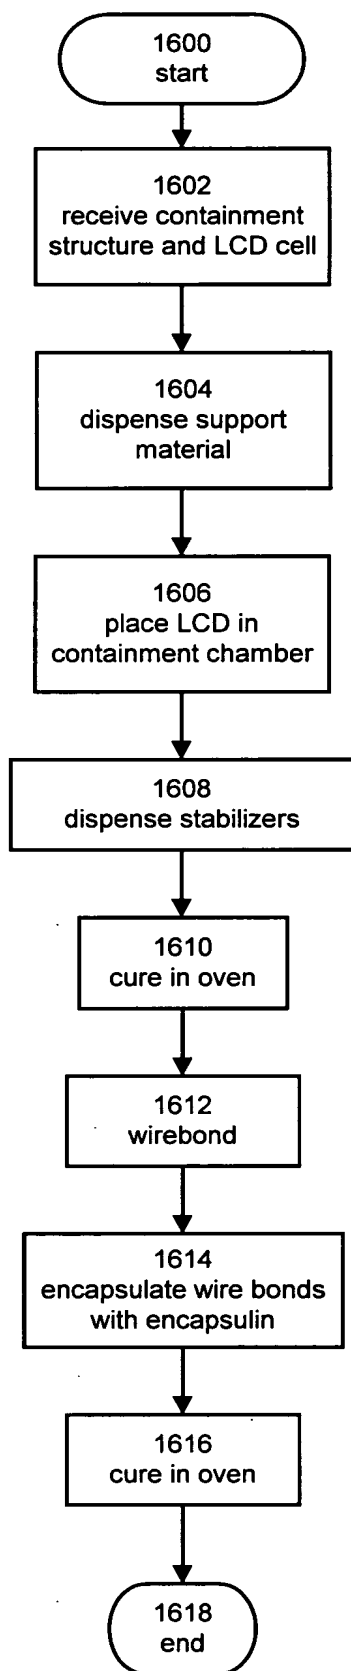 1600
start
1602
receive containment
structure and LCD cell
1604
dispense support
material
1606
place LCD in
containment chamber
1608
dispense stabilizers
1610
cure in oven
1612
wirebond
1614
encapsulate wire bonds
with encapsulin
1616
cure in oven
1618
end